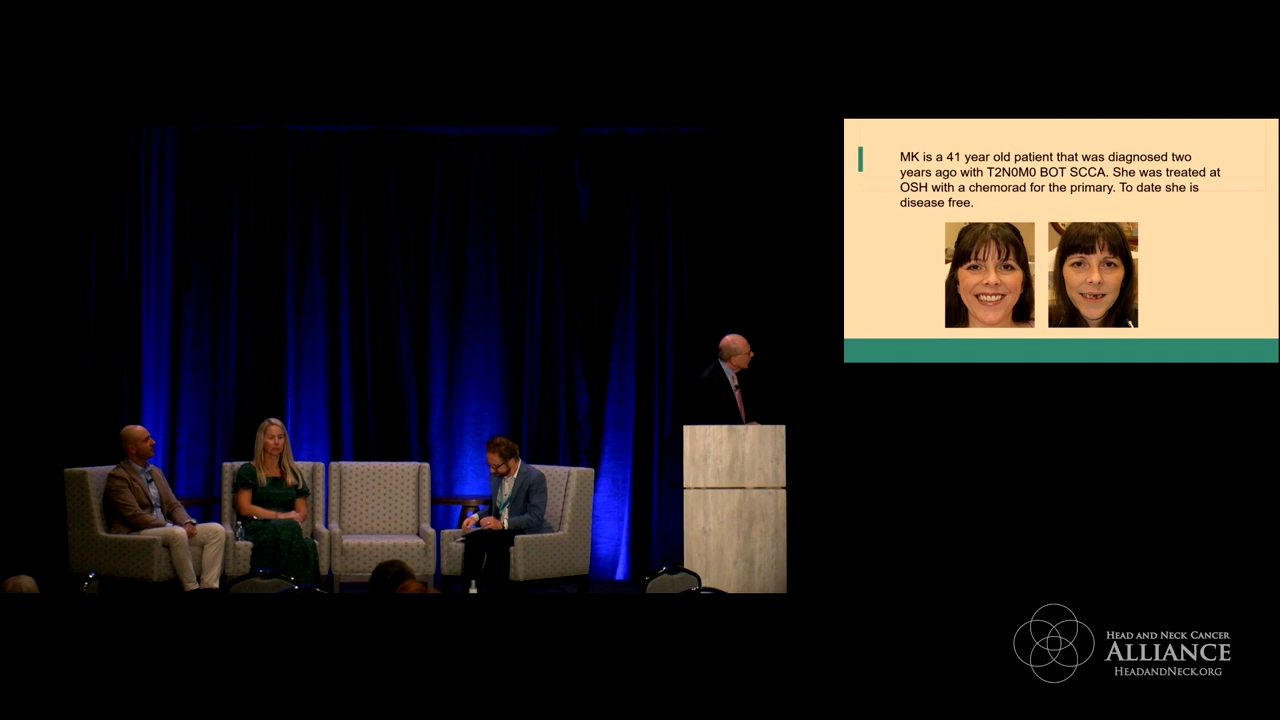 MK is a 41 year old patient that was diagnosed two
years ago with T2N0M0 BOT SCCA. She was treated at
OSH with a chemorad for the primary. To date she is
disease free.
HEAD AND NECK CANCER
ALLIANCE
HEADANDNECK.ORG